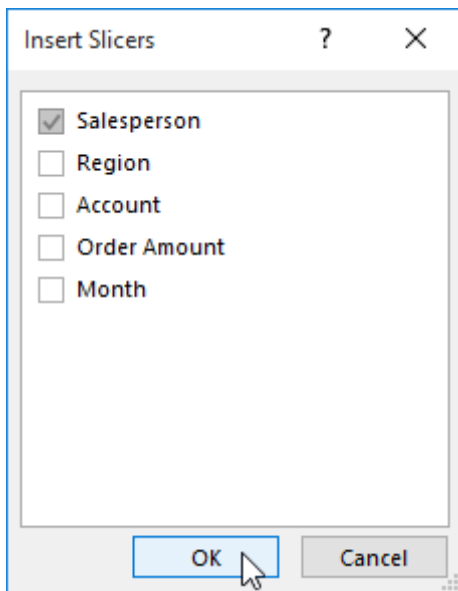 Insert Slicers ?
Salesperson
Region
Account
Order Amount
Month
OK Cancel